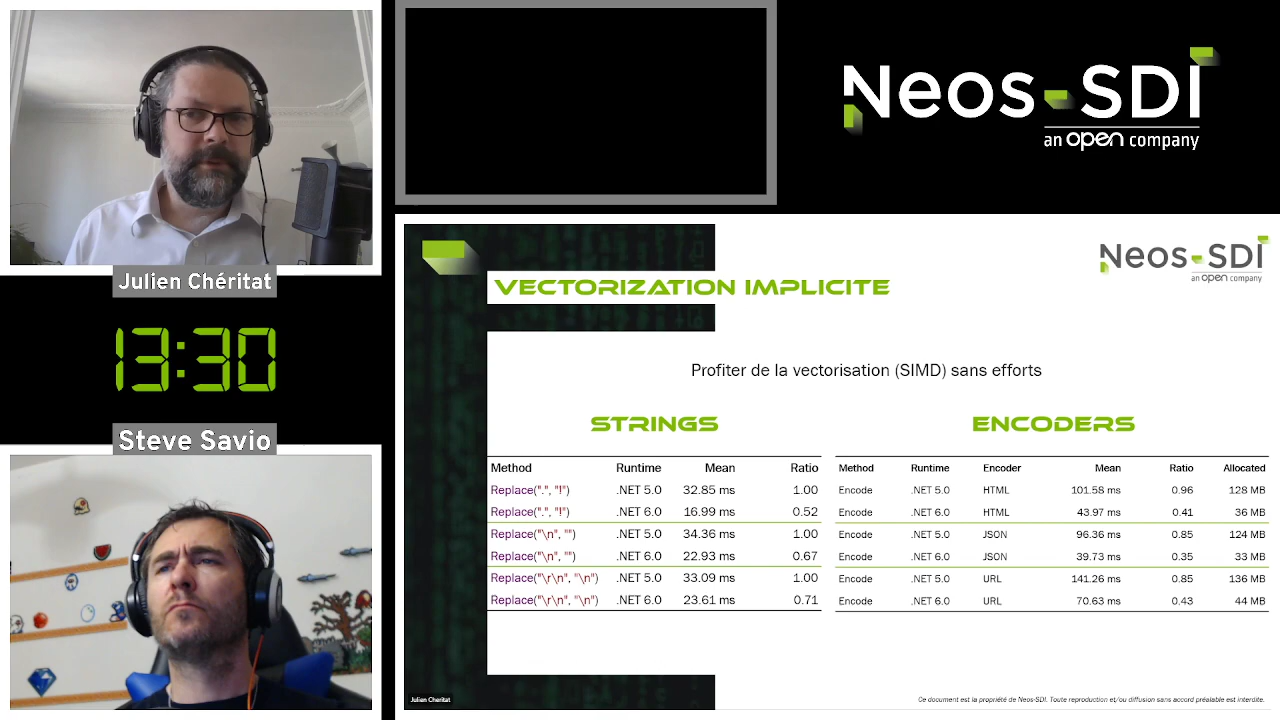 Julien Chéritat
13:30
Steve Savio
Neos-SDI
an open company
Neos-SDI
an open company
VECTORIZATION IMPLICITE
Profiter de la vectorisation (SIMD) sans efforts
STRINGS
Method Runtime Mean Ratio
Replace(".", "!") .NET 5.0 32.85 ms 1.00
Replace(".", "!") .NET 6.0 16.99 ms 0.52
Replace("\n", "") .NET 5.0 34.36 ms 1.00
Replace("\n", "") .NET 6.0 22.93 ms 0.67
Replace("\r\n", "\n") .NET 5.0 33.09 ms 1.00
Replace("\r\n", "\n") .NET 6.0 23.61 ms 0.71
ENCODERS
Method Runtime Encoder Mean Ratio Allocated
Encode .NET 5.0 HTML 101.58 ms 0.96 128 MB
Encode .NET 6.0 HTML 43.97 ms 0.41 36 MB
Encode .NET 5.0 JSON 96.36 ms 0.85 124 MB
Encode .NET 6.0 JSON 39.73 ms 0.35 33 MB
Encode .NET 5.0 URL 141.26 ms 0.85 136 MB
Encode .NET 6.0 URL 70.63 ms 0.43 44 MB
Julien Cheritat
Ce document est la propriété de Neos-SDI. Toute reproduction et/ou diffusion sans accord préalable est interdite.